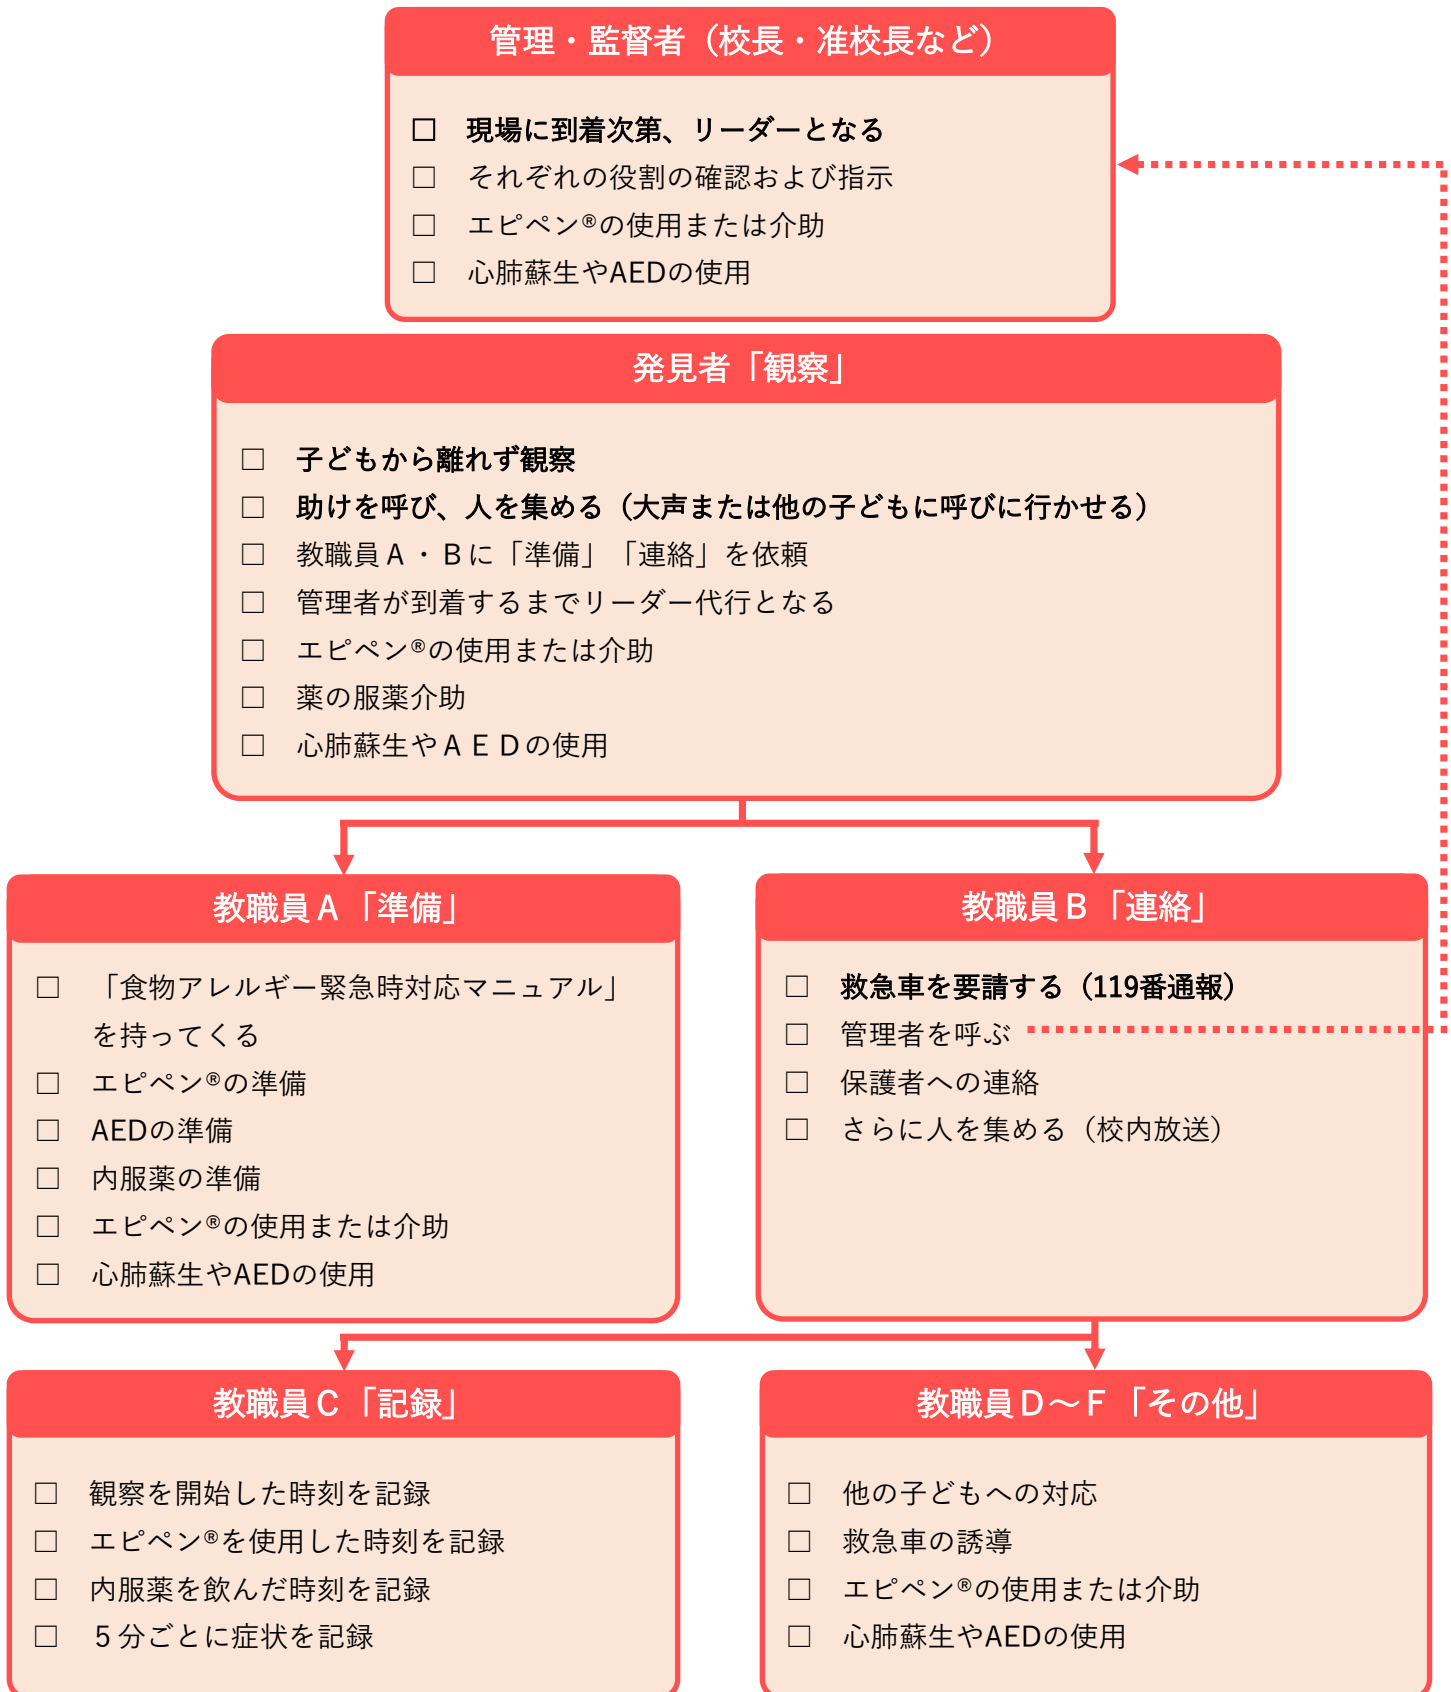 管理・監督者（校長・准校長など）
□ 現場に到着次第、リーダーとなる
□ それぞれの役割の確認および指示
□ エピペン®の使用または介助
□ 心肺蘇生やAEDの使用
発見者「観察」
□ 子どもから離れず観察
□ 助けを呼び、人を集める（大声または他の子どもに呼びに行かせる）
□ 教職員Ａ・Ｂに「準備」「連絡」を依頼
□ 管理者が到着するまでリーダー代行となる
□ エピペン®の使用または介助
□ 薬の服薬介助
□ 心肺蘇生やＡＥＤの使用
教職員Ａ「準備」
□ 「食物アレルギー緊急時対応マニュアル」
を持ってくる
□ エピペン®の準備
□ AEDの準備
□ 内服薬の準備
□ エピペン®の使用または介助
□ 心肺蘇生やAEDの使用
教職員Ｂ「連絡」
□ 救急車を要請する（119番通報）
□ 管理者を呼ぶ
□ 保護者への連絡
□ さらに人を集める（校内放送）
教職員Ｃ「記録」
□ 観察を開始した時刻を記録
□ エピペン®を使用した時刻を記録
□ 内服薬を飲んだ時刻を記録
□ ５分ごとに症状を記録
教職員Ｄ～Ｆ「その他」
□ 他の子どもへの対応
□ 救急車の誘導
□ エピペン®の使用または介助
□ 心肺蘇生やAEDの使用